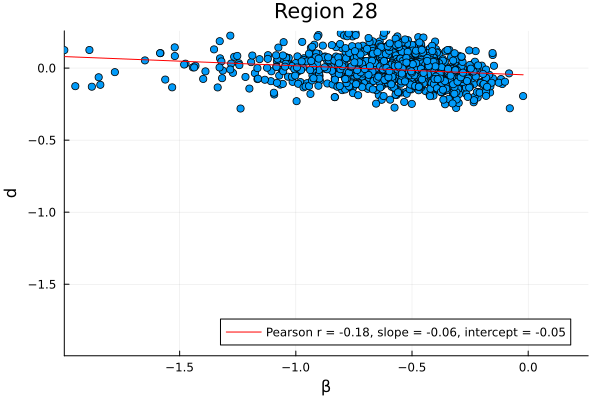 Region 28
0.0
−0.5
−1.0
−1.5
d
Pearson r = -0.18, slope = -0.06, intercept = -0.05
−1.5 −1.0 −0.5 0.0
β